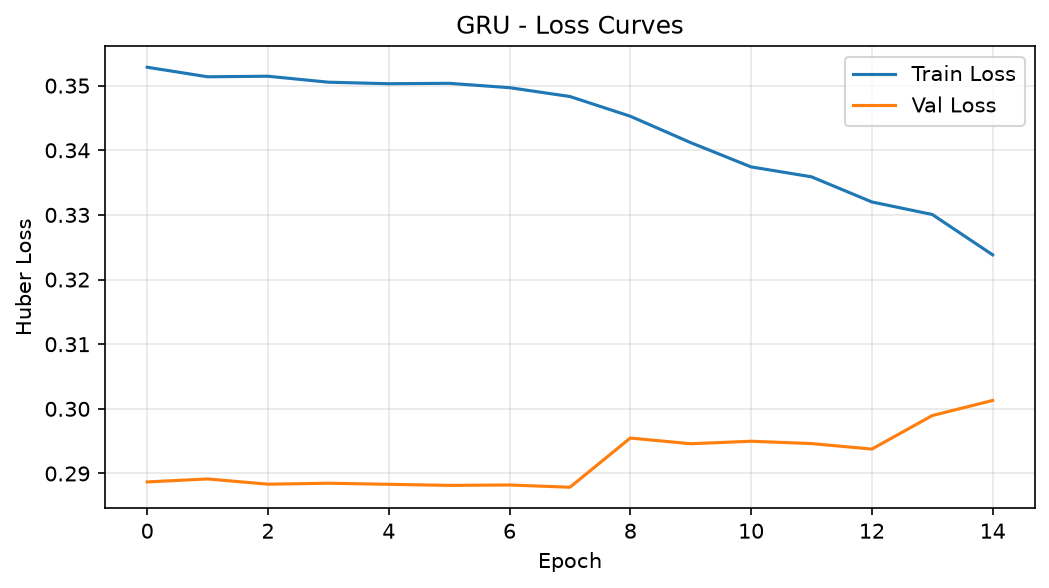 GRU - Loss Curves
Train Loss
Val Loss
Huber Loss
0.35
0.34
0.33
0.32
0.31
0.30
0.29
0 2 4 6 8 10 12 14
Epoch